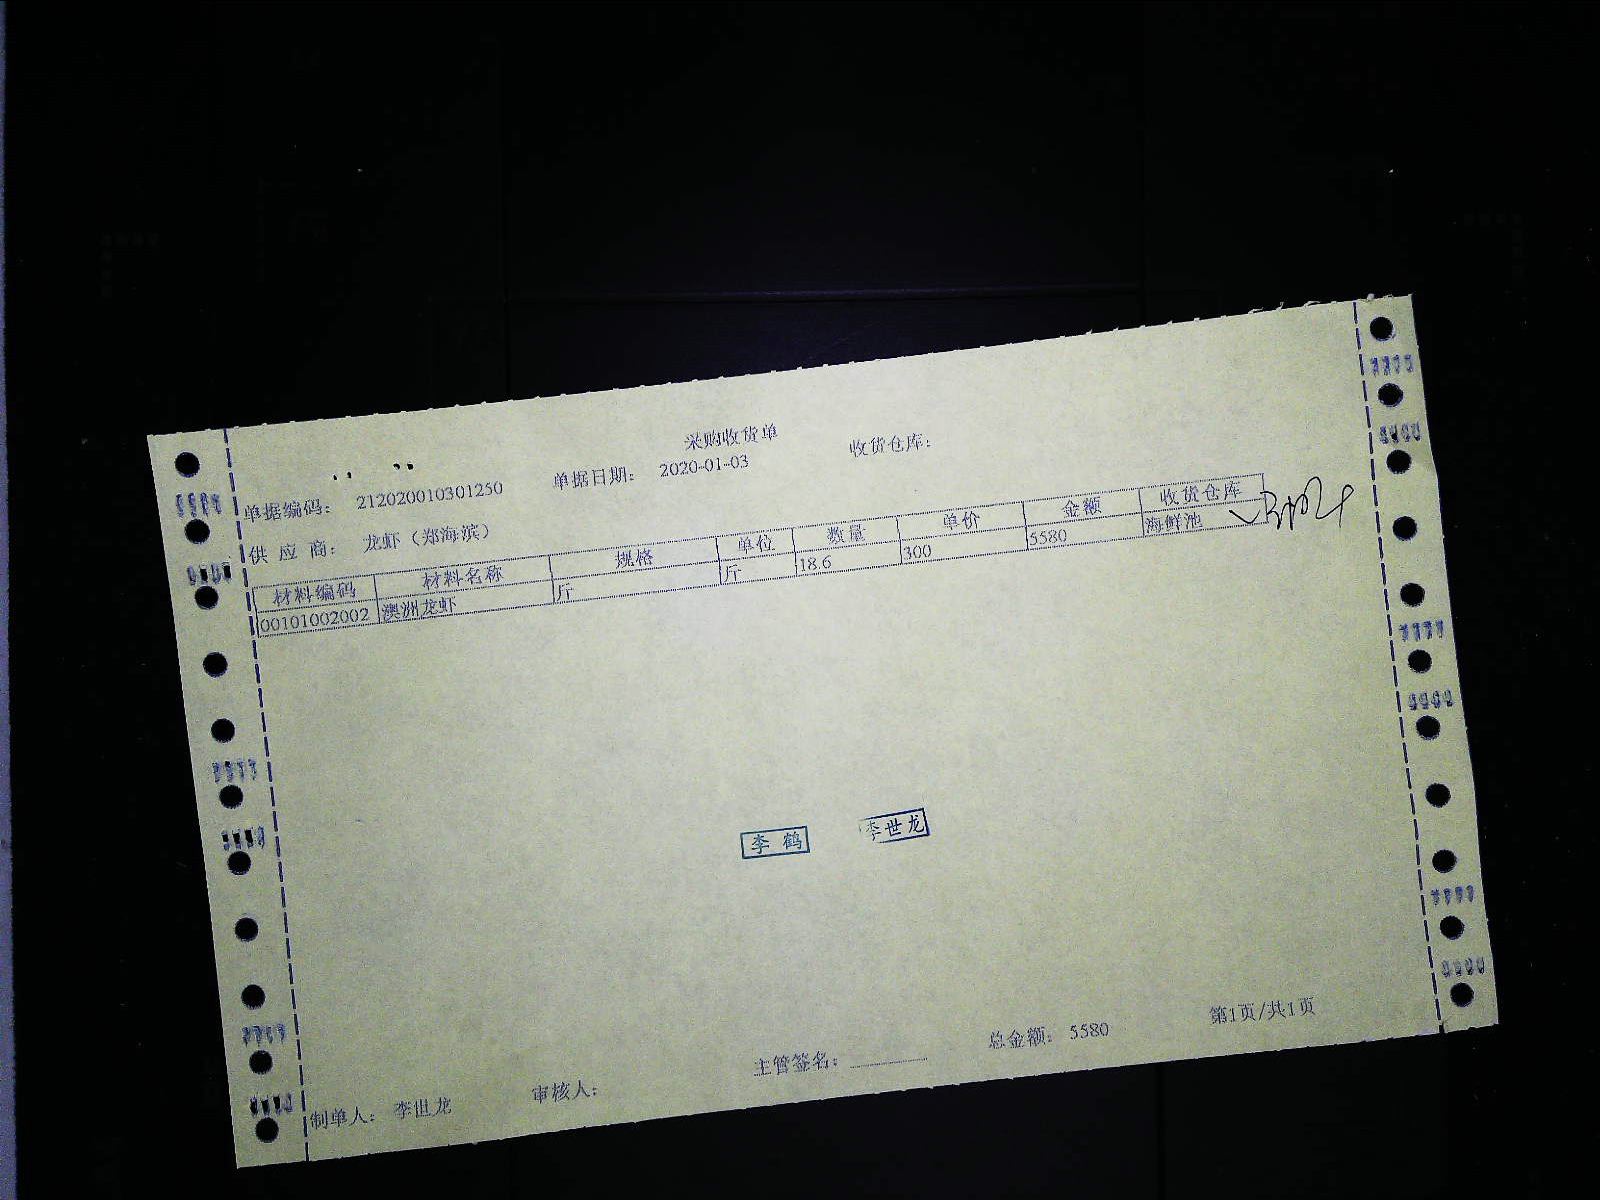 采购收货单
单据编码： 212020010301250 单据日期： 2020-01-03 收货仓库：
供 应 商： 龙虾（郑海滨）
材料编码 材料名称 规格 单位 数量 单价 金额 收货仓库
00101002002 澳洲龙虾 斤 斤 18.6 300 5580 海鲜池
李 鹤 李世龙
制单人： 李世龙 审核人： 主管签名： 总金额： 5580 第1页/共1页